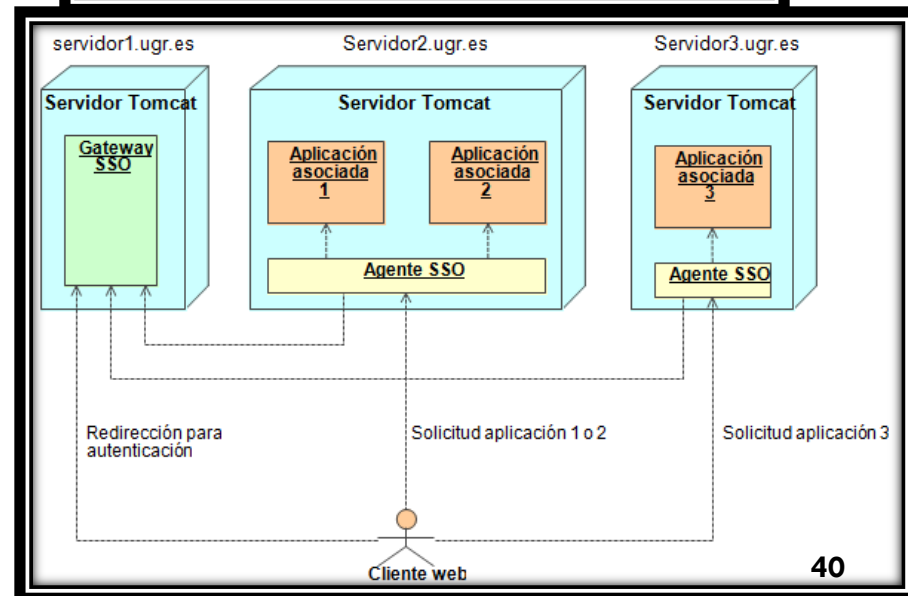 servidor1.ugr.es
Servidor2.ugr.es
Servidor3.ugr.es
Servidor Tomcat
Servidor Tomcat
Servidor Tomcat
Gateway
SSO
Aplicación
asociada
1
Aplicación
asociada
2
Aplicación
asociada
3
Agente SSO
Agente SSO
Redirección para
autenticación
Solicitud aplicación 1 o 2
Solicitud aplicación 3
Cliente web
40